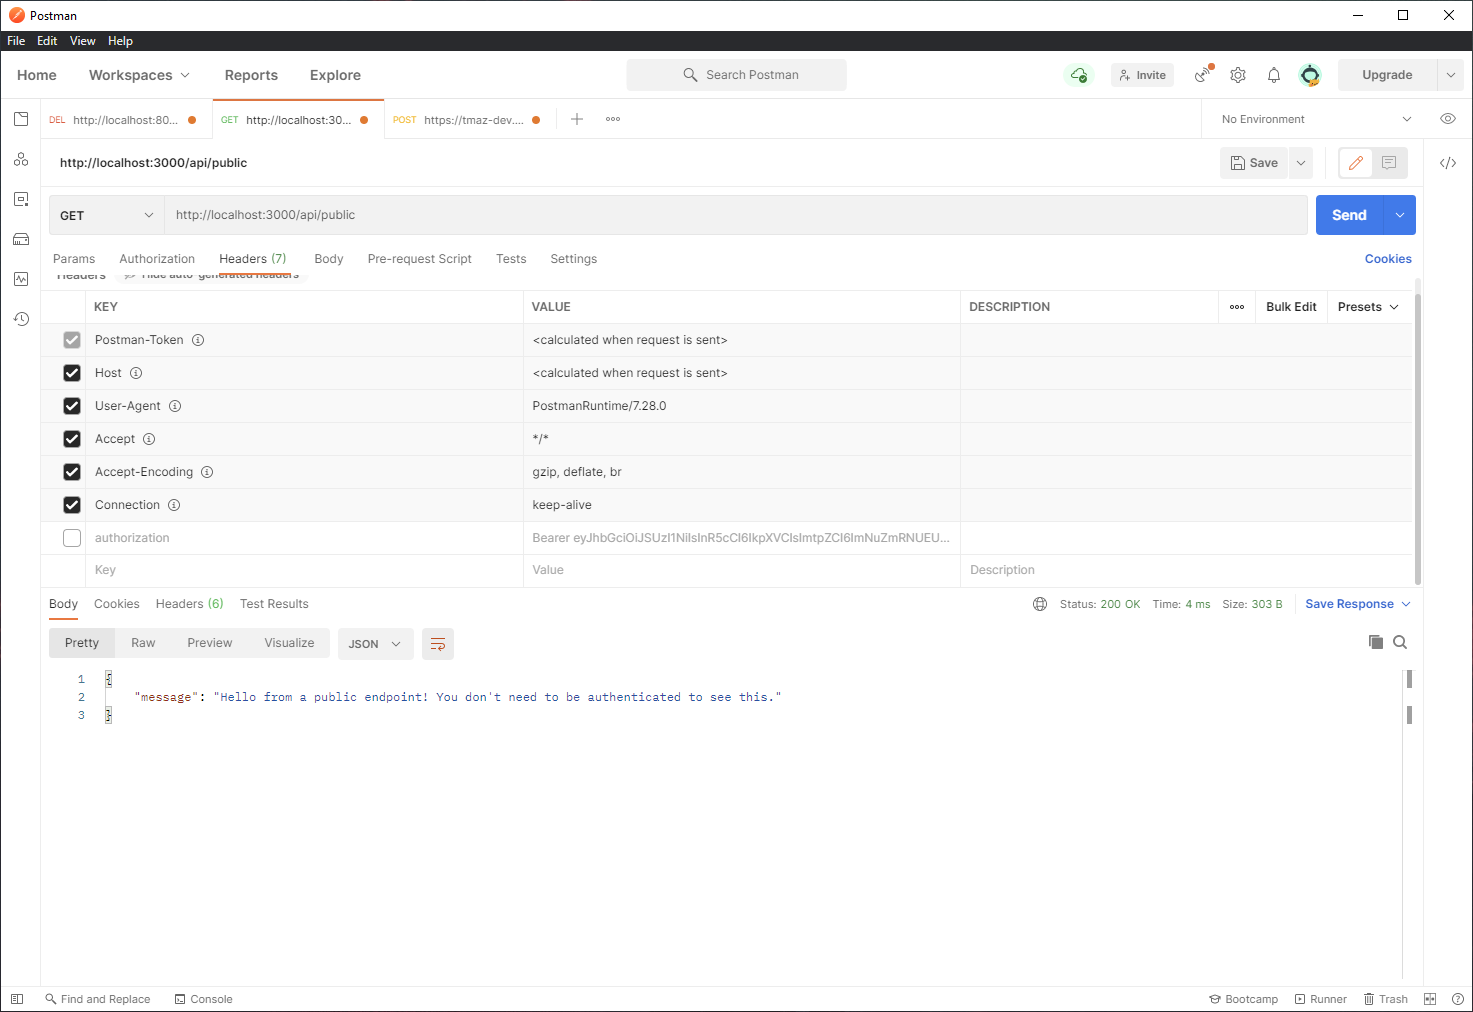 Postman
File Edit View Help
Home Workspaces Reports Explore Search Postman Invite Upgrade
DEL http://localhost:80... GET http://localhost:30... POST https://tmaz-dev.... No Environment
http://localhost:3000/api/public Save
GET http://localhost:3000/api/public Send
Params Authorization Headers (7) Body Pre-request Script Tests Settings Cookies
Headers Hide auto-generated headers
KEY VALUE DESCRIPTION Bulk Edit Presets
Postman-Token <calculated when request is sent>
Host <calculated when request is sent>
User-Agent PostmanRuntime/7.28.0
Accept */*
Accept-Encoding gzip, deflate, br
Connection keep-alive
authorization Bearer eyJhbGciOiJSUzI1NiIsInR5cCI6IkpXVCIsImtpZCI6ImNuZmRNUEU...
Key Value Description
Body Cookies Headers (6) Test Results Status: 200 OK Time: 4 ms Size: 303 B Save Response
Pretty Raw Preview Visualize JSON
1 {
2 "message": "Hello from a public endpoint! You don't need to be authenticated to see this."
3 }
Find and Replace Console Bootcamp Runner Trash